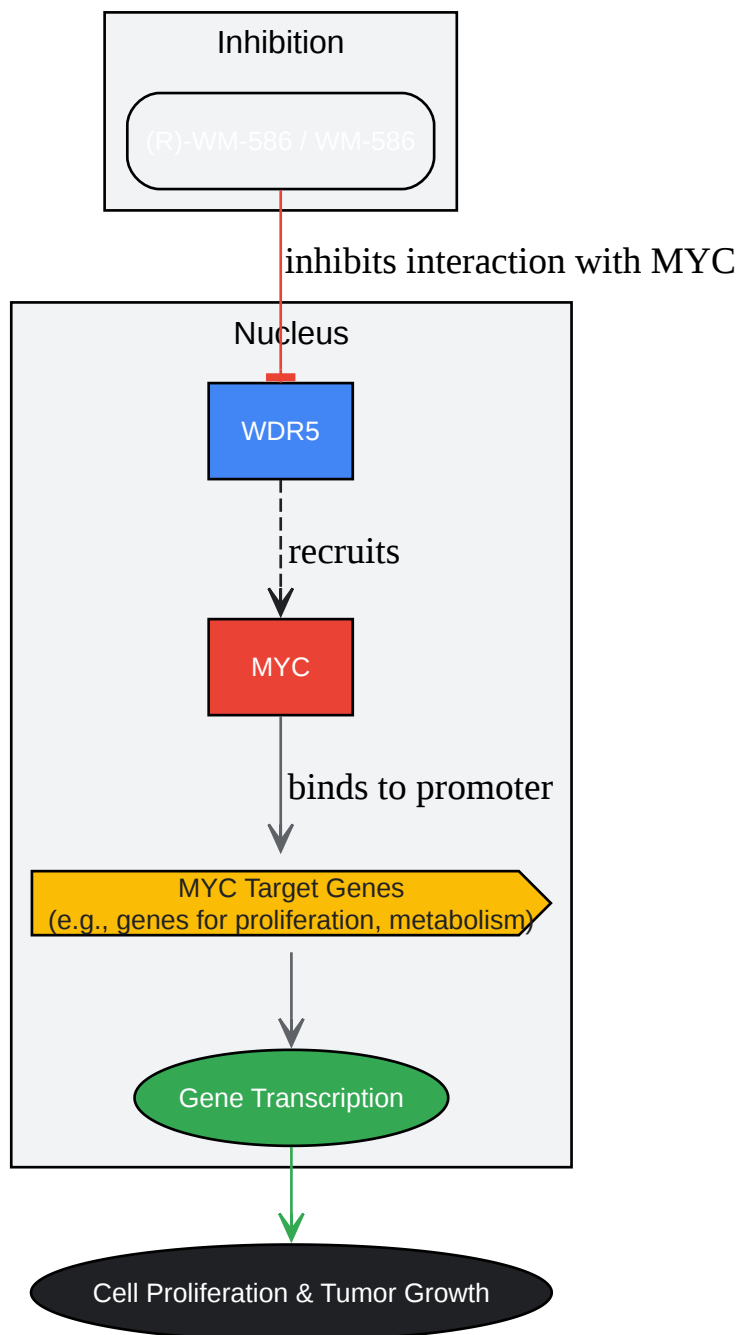 Inhibition
(R)-WM-586 / WM-586
inhibits interaction with MYC
Nucleus
WDR5
recruits
MYC
binds to promoter
MYC Target Genes
(e.g., genes for proliferation, metabolism)
Gene Transcription
Cell Proliferation & Tumor Growth